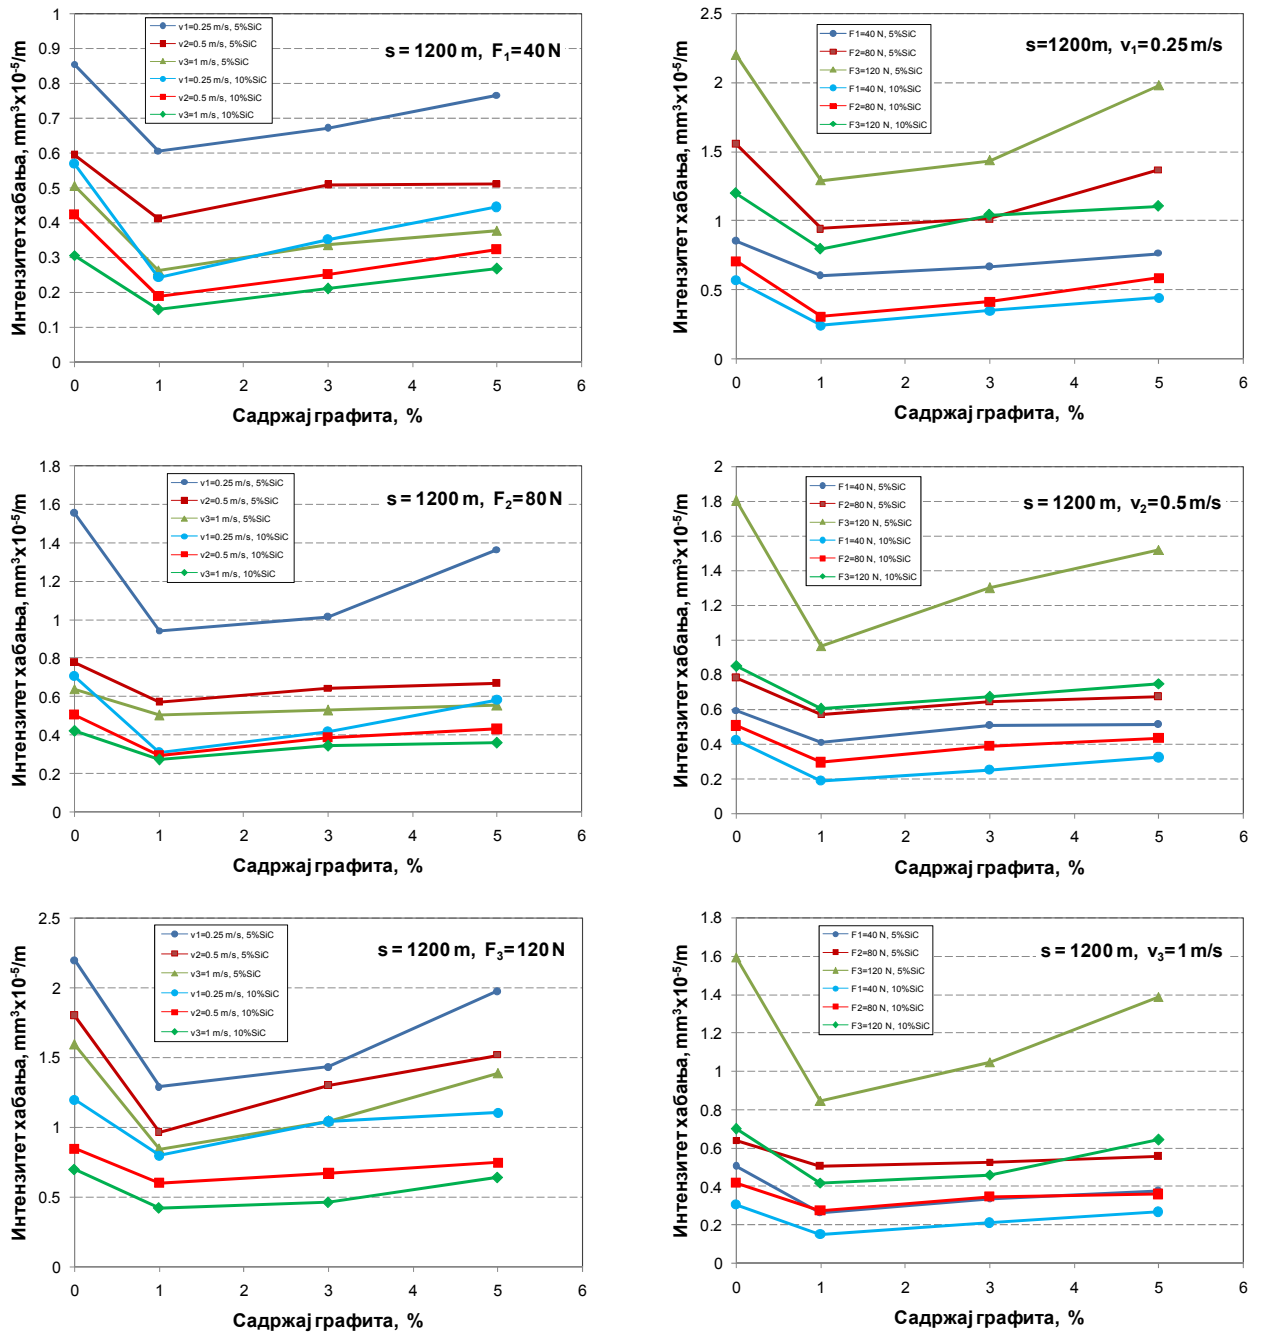 Интензитет хабања, mm³x10⁻⁵/m
1
0.9
0.8
0.7
0.6
0.5
0.4
0.3
0.2
0.1
0
v1=0.25 m/s, 5%SiC
v2=0.5 m/s, 5%SiC
v3=1 m/s, 5%SiC
v1=0.25 m/s, 10%SiC
v2=0.5 m/s, 10%SiC
v3=1 m/s, 10%SiC
s = 1200 m, F₁=40 N
0 1 2 3 4 5 6
Садржај графита, %
Интензитет хабања, mm³x10⁻⁵/m
2.5
2
1.5
1
0.5
0
F1=40 N, 5%SiC
F2=80 N, 5%SiC
F3=120 N, 5%SiC
F1=40 N, 10%SiC
F2=80 N, 10%SiC
F3=120 N, 10%SiC
s=1200m, v₁=0.25 m/s
0 1 2 3 4 5 6
Садржај графита, %
Интензитет хабања, mm³x10⁻⁵/m
1.8
1.6
1.4
1.2
1
0.8
0.6
0.4
0.2
0
v1=0.25 m/s, 5%SiC
v2=0.5 m/s, 5%SiC
v3=1 m/s, 5%SiC
v1=0.25 m/s, 10%SiC
v2=0.5 m/s, 10%SiC
v3=1 m/s, 10%SiC
s = 1200 m, F₂=80 N
0 1 2 3 4 5 6
Садржај графита, %
Интензитет хабања, mm³x10⁻⁵/m
2
1.8
1.6
1.4
1.2
1
0.8
0.6
0.4
0.2
0
F1=40 N, 5%SiC
F2=80 N, 5%SiC
F3=120 N, 5%SiC
F1=40 N, 10%SiC
F2=80 N, 10%SiC
F3=120 N, 10%SiC
s = 1200 m, v₂=0.5 m/s
0 1 2 3 4 5 6
Садржај графита, %
Интензитет хабања, mm³x10⁻⁵/m
2.5
2
1.5
1
0.5
0
v1=0.25 m/s, 5%SiC
v2=0.5 m/s, 5%SiC
v3=1 m/s, 5%SiC
v1=0.25 m/s, 10%SiC
v2=0.5 m/s, 10%SiC
v3=1 m/s, 10%SiC
s = 1200 m, F₃=120 N
0 1 2 3 4 5 6
Садржај графита, %
Интензитет хабања, mm³x10⁻⁵/m
1.8
1.6
1.4
1.2
1
0.8
0.6
0.4
0.2
0
F1=40 N, 5%SiC
F2=80 N, 5%SiC
F3=120 N, 5%SiC
F1=40 N, 10%SiC
F2=80 N, 10%SiC
F3=120 N, 10%SiC
s = 1200 m, v₃=1 m/s
0 1 2 3 4 5 6
Садржај графита, %